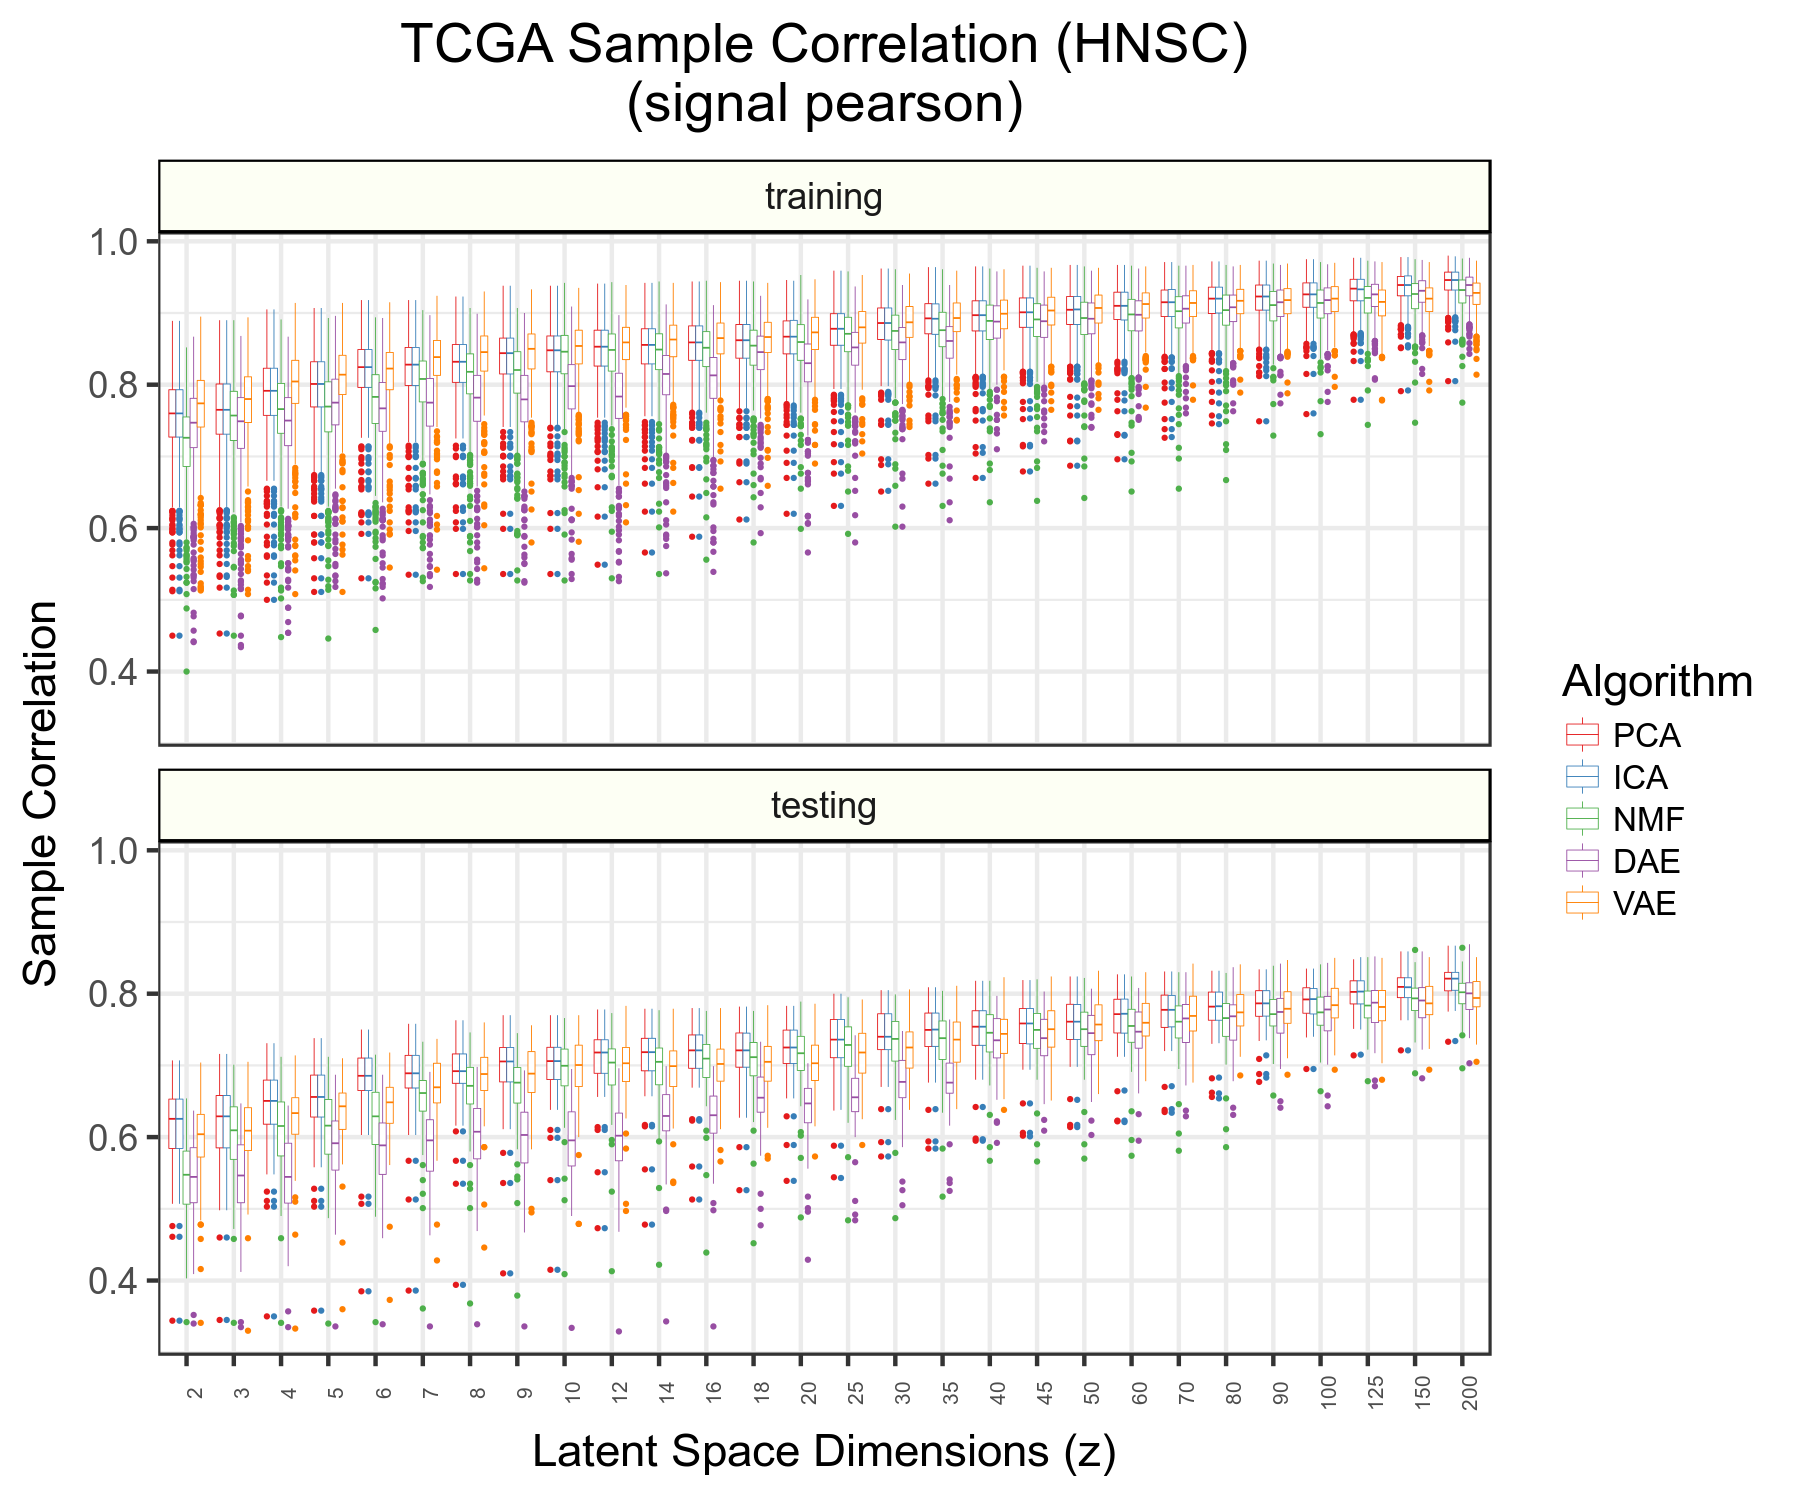 TCGA Sample Correlation (HNSC)
(signal pearson)
training
1.0
0.8
0.6
0.4
testing
1.0
0.8
0.6
0.4
Sample Correlation
2 3 4 5 6 7 8 9 10 12 14 16 18 20 25 30 35 40 45 50 60 70 80 90 100 125 150 200
Latent Space Dimensions (z)
Algorithm
PCA
ICA
NMF
DAE
VAE